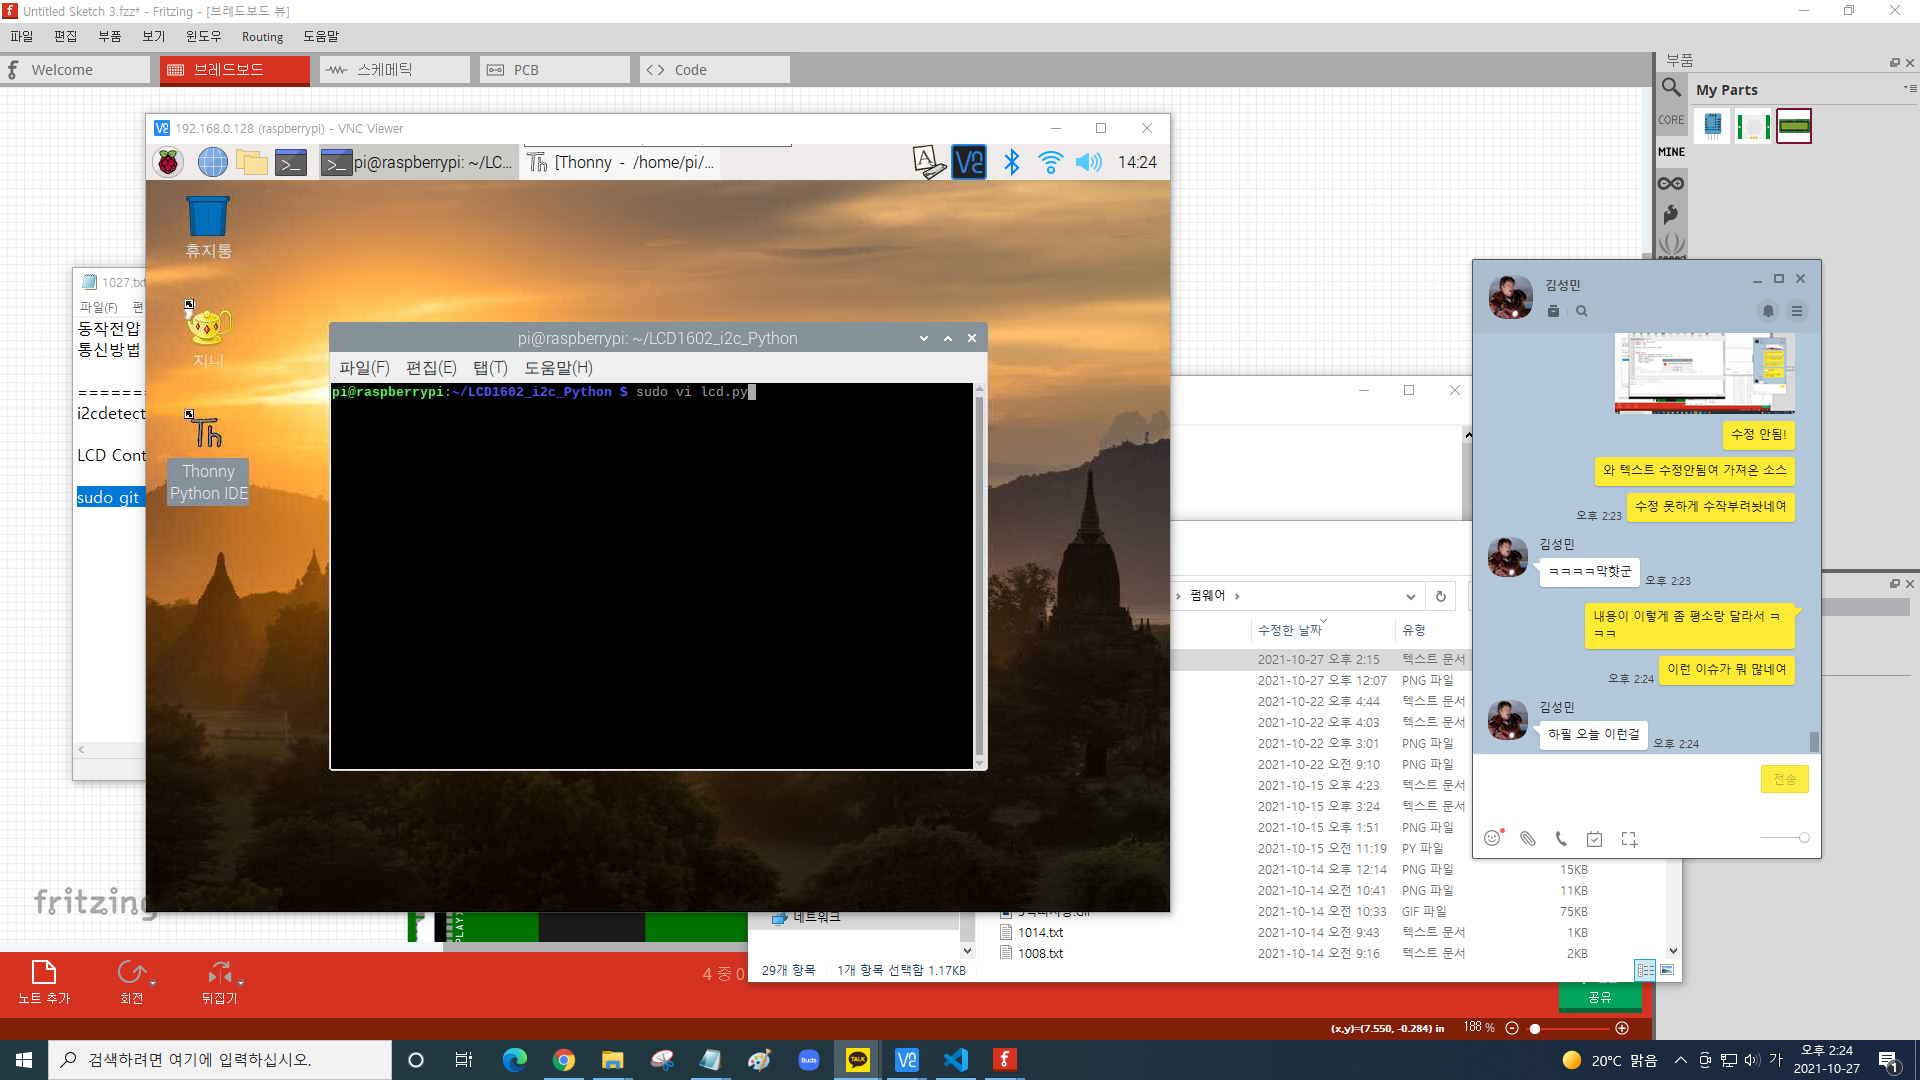 Untitled Sketch 3.fzz* - Fritzing - [브레드보드 뷰]
파일 편집 부품 보기 윈도우 Routing 도움말
Welcome
브레드보드
스케메틱
PCB
Code
부품
My Parts
CORE
MINE
192.168.0.128 (raspberrypi) - VNC Viewer
pi@raspberrypi: ~/LC...
[Thonny - /home/pi/...
14:24
휴지통
지니
Thonny
Python IDE
1027.txt
파일(F) 편
동작전압
통신방법
i2cdetect
LCD Cont
sudo git
pi@raspberrypi: ~/LCD1602_i2c_Python
파일(F) 편집(E) 탭(T) 도움말(H)
pi@raspberrypi:~/LCD1602_i2c_Python $ sudo vi lcd.py
김성민
수정 안됨!
와 텍스트 수정안됨여 가져온 소스
수정 못하게 수작부려놧네여
오후 2:23
김성민
ㅋㅋㅋㅋ막핫군
오후 2:23
내용이 이렇게 좀 평소랑 달라서 ㅋ
ㅋㅋ
이런 이슈가 뭐 많네여
오후 2:24
김성민
하필 오늘 이런걸
오후 2:24
전송
펌웨어
수정한 날짜 유형
2021-10-27 오후 2:15 텍스트 문서
2021-10-27 오후 12:07 PNG 파일
2021-10-22 오후 4:44 텍스트 문서
2021-10-22 오후 4:03 텍스트 문서
2021-10-22 오후 3:01 PNG 파일
2021-10-22 오전 9:10 PNG 파일
2021-10-15 오후 4:23 텍스트 문서
2021-10-15 오후 3:24 텍스트 문서
2021-10-15 오후 1:51 PNG 파일
2021-10-15 오전 11:19 PY 파일
2021-10-14 오후 12:14 PNG 파일 15KB
2021-10-14 오전 10:41 PNG 파일 11KB
2021-10-14 오전 10:33 GIF 파일 75KB
1014.txt 2021-10-14 오전 9:43 텍스트 문서 1KB
1008.txt 2021-10-14 오전 9:16 텍스트 문서 2KB
네트워크
29개 항목 1개 항목 선택함 1.17KB
fritzing
노트 추가
회전
뒤집기
4 중 0
공유
(x,y)=(7.550, -0.284) in 188 %
검색하려면 여기에 입력하십시오.
Buds
TALK
20°C 맑음
가
오후 2:24
2021-10-27
1